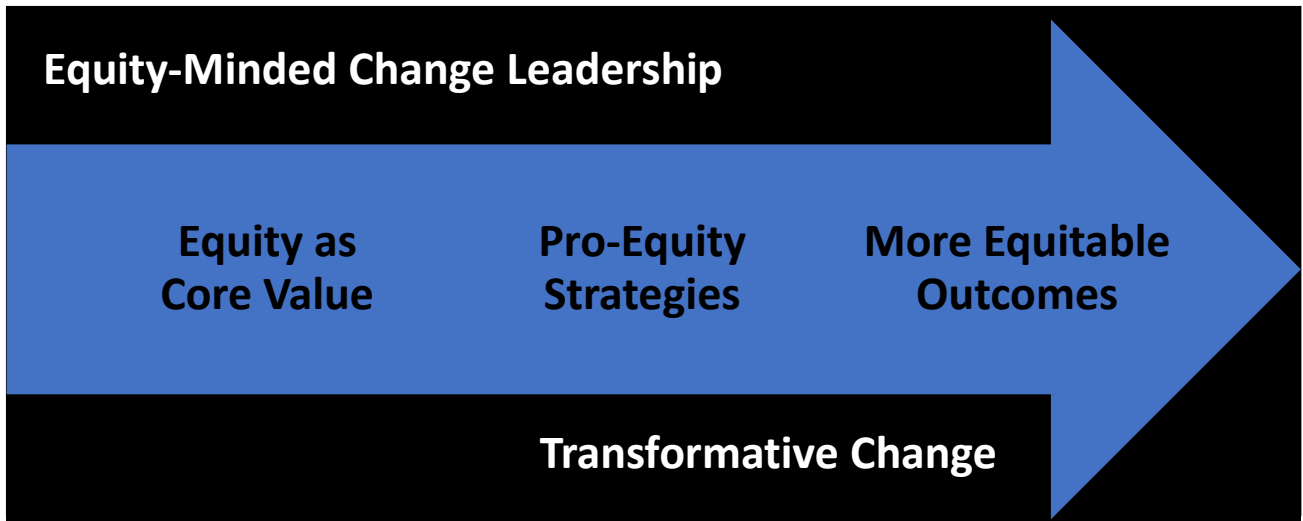 Equity-Minded Change Leadership
Equity as
Core Value
Pro-Equity
Strategies
More Equitable
Outcomes
Transformative Change